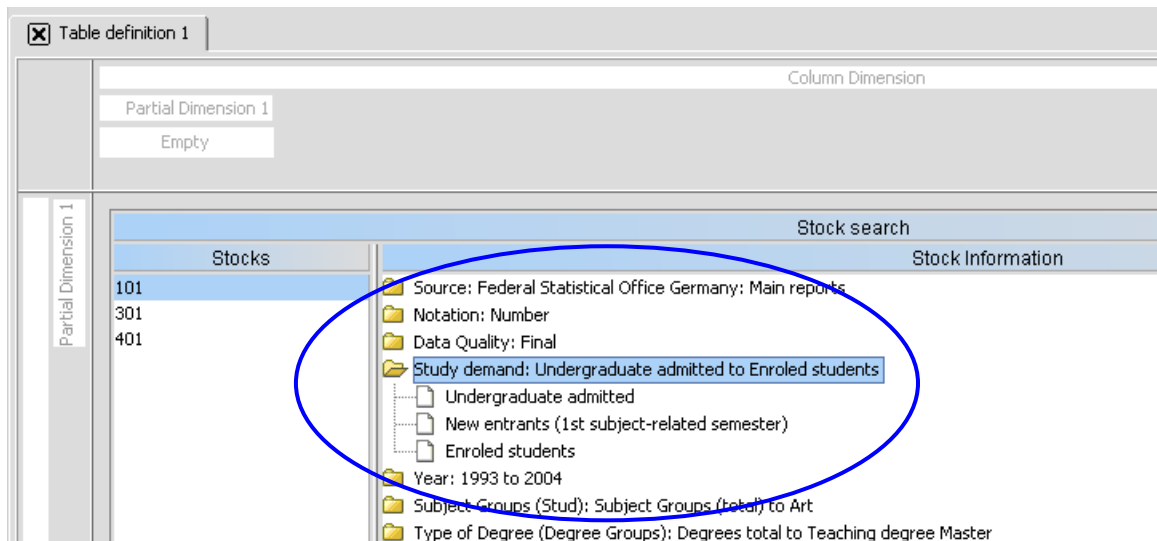 Table definition 1
Column Dimension
Partial Dimension 1
Empty
Partial Dimension 1
Stock search
Stocks
Stock Information
101
301
401
Source: Federal Statistical Office Germany: Main reports
Notation: Number
Data Quality: Final
Study demand: Undergraduate admitted to Enroled students
Undergraduate admitted
New entrants (1st subject-related semester)
Enroled students
Year: 1993 to 2004
Subject Groups (Stud): Subject Groups (total) to Art
Type of Degree (Degree Groups): Degrees total to Teaching degree Master